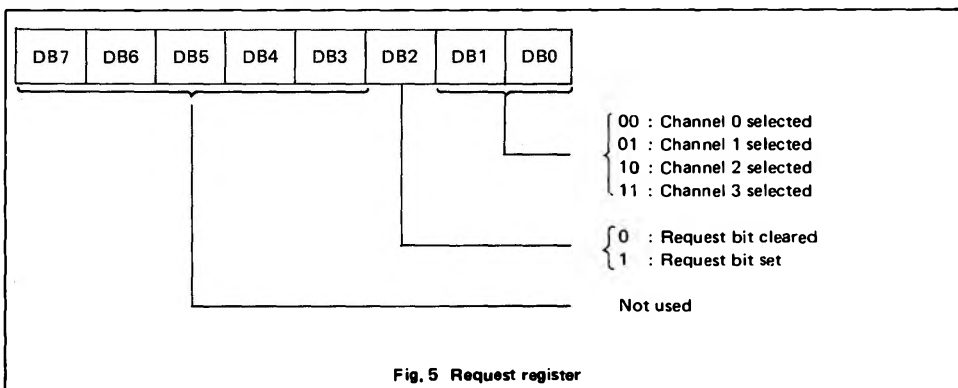 DB7 DB6 DB5 DB4 DB3 DB2 DB1 DB0
00 : Channel 0 selected
01 : Channel 1 selected
10 : Channel 2 selected
11 : Channel 3 selected
0 : Request bit cleared
1 : Request bit set
Not used
Fig. 5 Request register